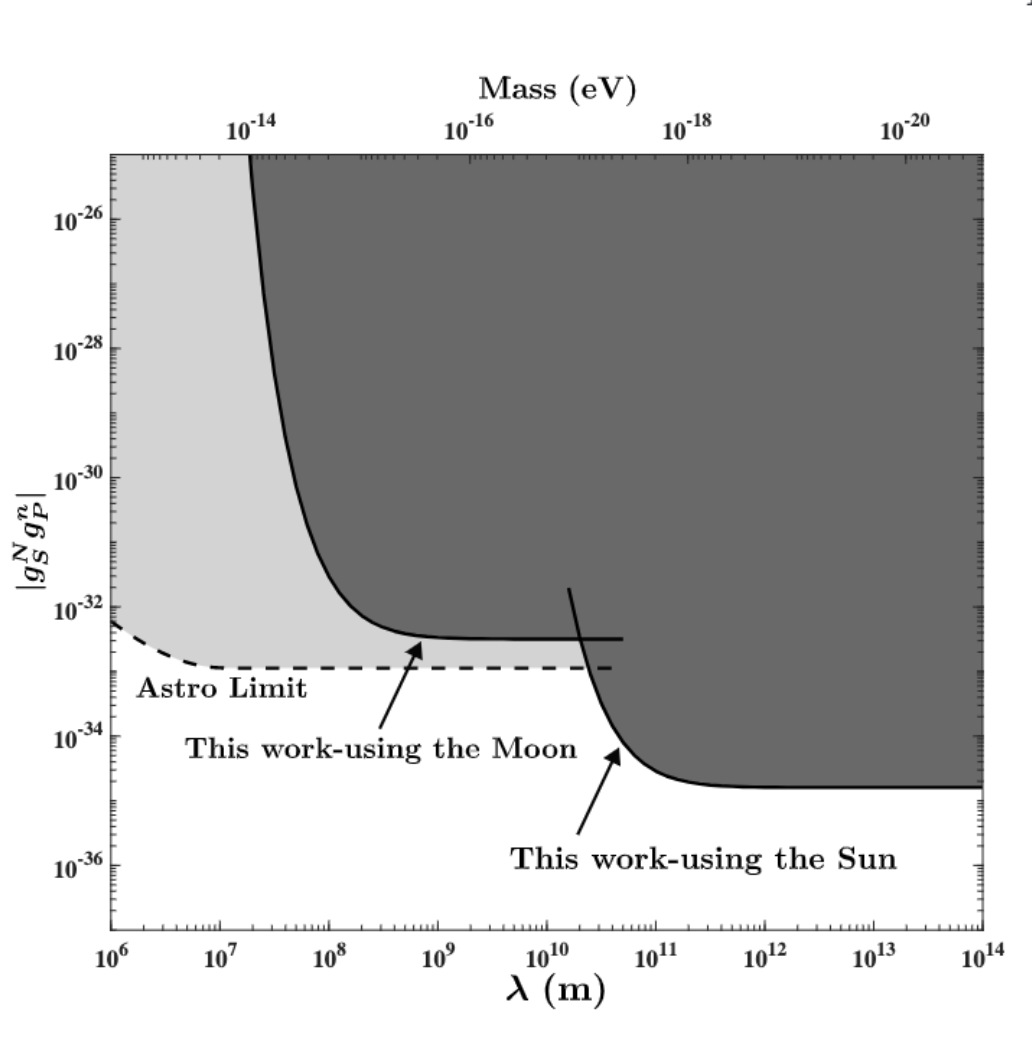 Mass (eV)
10^-14 10^-16 10^-18 10^-20
10^-26
10^-28
10^-30
|g_S^N g_P^n|
10^-32
Astro Limit
10^-34
This work-using the Moon
This work-using the Sun
10^-36
10^6 10^7 10^8 10^9 10^10 10^11 10^12 10^13 10^14
λ (m)